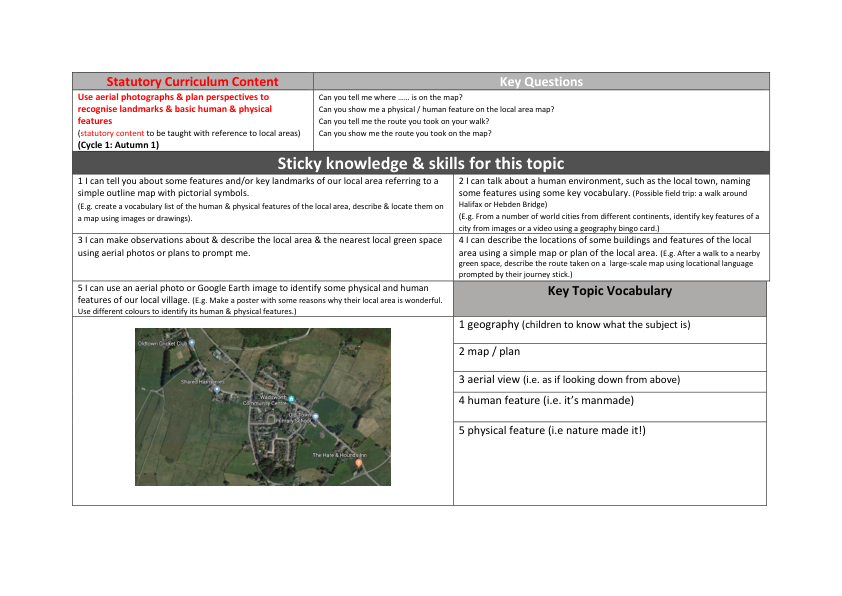 Statutory Curriculum Content
Key Questions
Use aerial photographs & plan perspectives to
recognise landmarks & basic human & physical
features
(statutory content to be taught with reference to local areas)
(Cycle 1: Autumn 1)
Can you tell me where ...... is on the map?
Can you show me a physical / human feature on the local area map?
Can you tell me the route you took on your walk?
Can you show me the route you took on the map?
Sticky knowledge & skills for this topic
1 I can tell you about some features and/or key landmarks of our local area referring to a
simple outline map with pictorial symbols.
(E.g. create a vocabulary list of the human & physical features of the local area, describe & locate them on
a map using images or drawings).
2 I can talk about a human environment, such as the local town, naming
some features using some key vocabulary. (Possible field trip: a walk around
Halifax or Hebden Bridge)
(E.g. From a number of world cities from different continents, identify key features of a
city from images or a video using a geography bingo card.)
3 I can make observations about & describe the local area & the nearest local green space
using aerial photos or plans to prompt me.
4 I can describe the locations of some buildings and features of the local
area using a simple map or plan of the local area. (E.g. After a walk to a nearby
green space, describe the route taken on a  large-scale map using locational language
prompted by their journey stick.)
5 I can use an aerial photo or Google Earth image to identify some physical and human
features of our local village. (E.g. Make a poster with some reasons why their local area is wonderful.
Use different colours to identify its human & physical features.)
Key Topic Vocabulary
1 geography (children to know what the subject is)
2 map / plan
3 aerial view (i.e. as if looking down from above)
4 human feature (i.e. it's manmade)
5 physical feature (i.e nature made it!)
Oldtown Cricket Club
Shared Harmonies
Wadsworth
Community Centre
Old Town
Primary School
The Hare & Hounds Inn